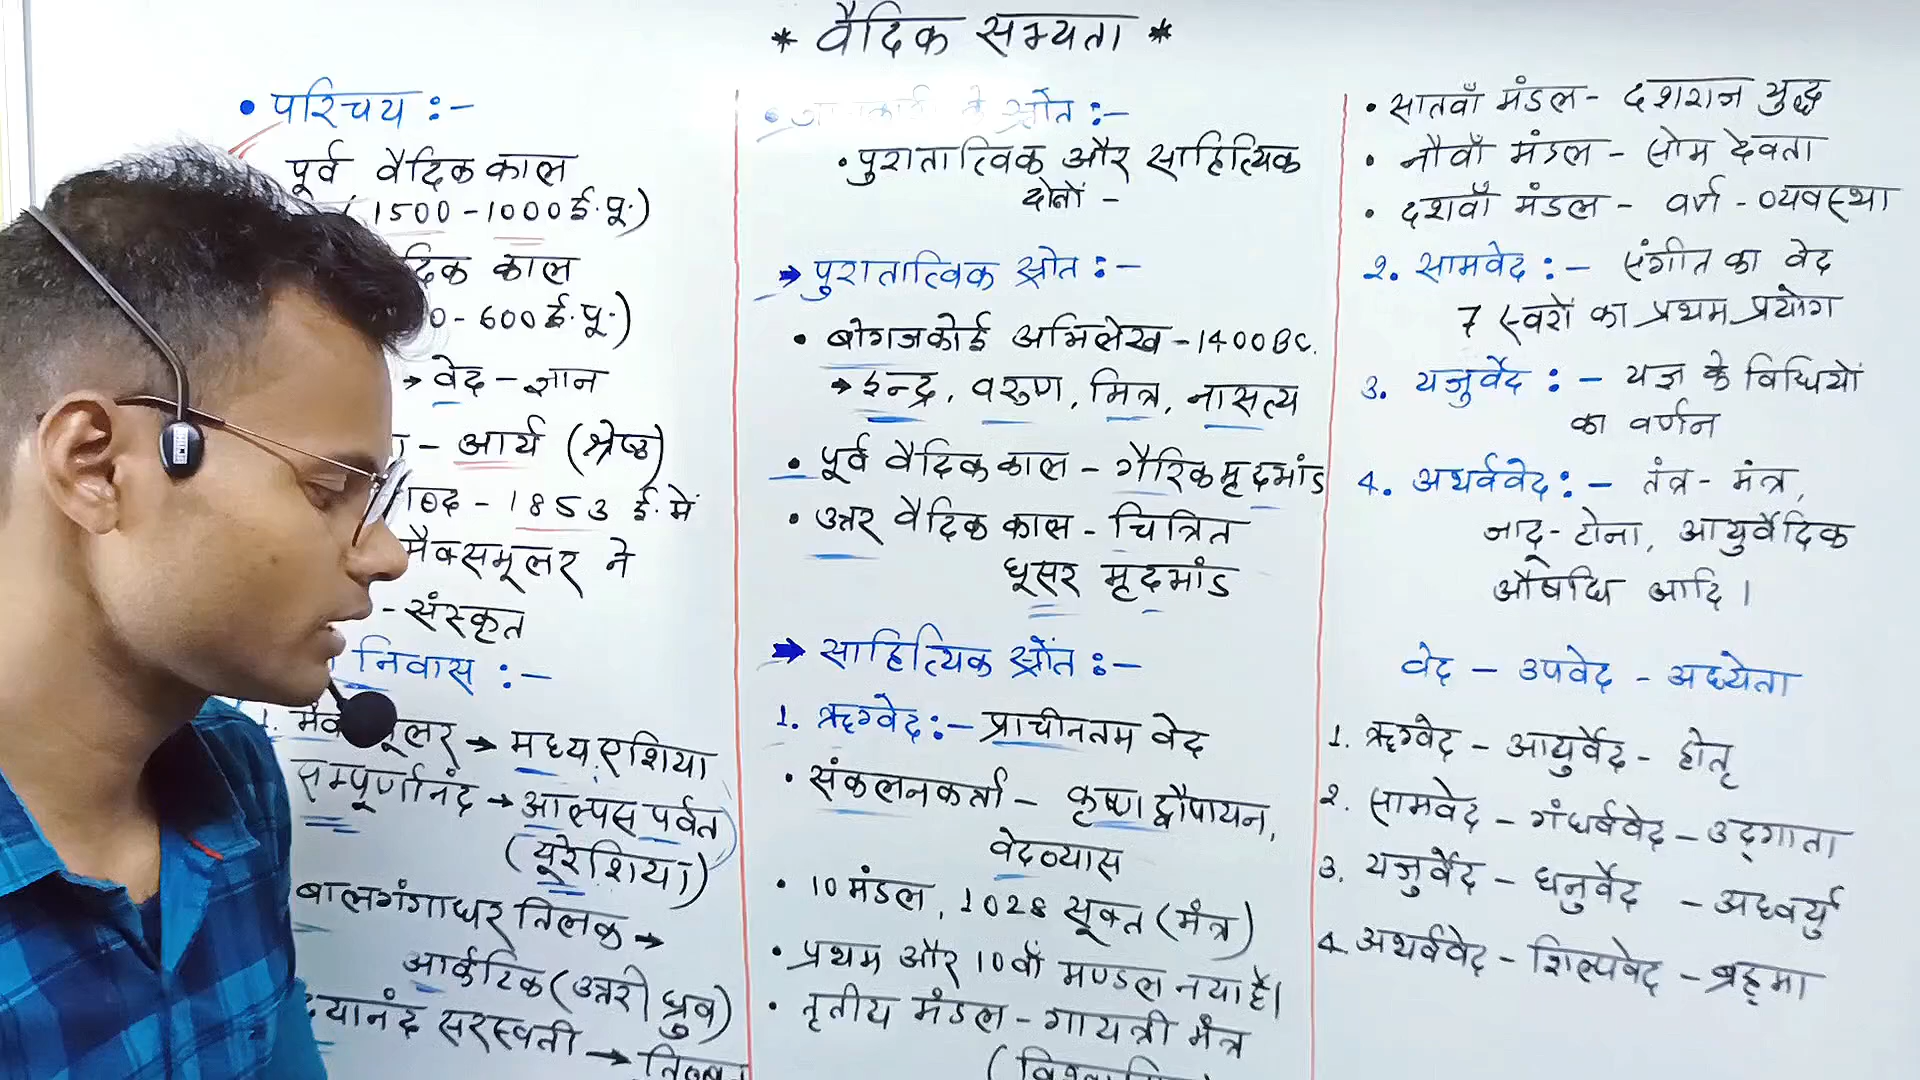 * वैदिक सभ्यता *
• परिचय :-
पूर्व वैदिक काल
(1500 - 1000 ई. पू.)
काल
0 - 600 ई. पू.)
→ वेद - ज्ञान
- आर्य (श्रेष्ठ)
- 1853 ई. में
मैक्समूलर ने
- संस्कृत
निवास :-
1. → मध्य एशिया
सम्पूर्णानंद → आल्पस पर्वत
(यूरेशिया)
बालगंगाधर तिलक →
आर्कटिक (उत्तरी ध्रुव)
सरस्वती →
• के स्रोत :-
• पुरातात्विक और साहित्यिक
दोनों -
→ पुरातात्विक स्रोत :-
• बोगजकोई अभिलेख - 1400 BC.
→ इन्द्र, वरुण, मित्र, नासत्य
• पूर्व वैदिक काल - गैरिक मृदभांड
• उत्तर वैदिक काल - चित्रित
धूसर मृदभांड
→ साहित्यिक स्रोत :-
1. ऋग्वेद :- प्राचीनतम वेद
• संकलनकर्ता - कृष्ण द्वौपायन,
वेदव्यास
• 10 मंडल, 1028 सूक्त (मंत्र)
• प्रथम और 10वाँ मण्डल नया है।
• तृतीय मंडल - गायत्री मंत्र
• सातवाँ मंडल - दशराज युद्ध
• नौवाँ मंडल - सोम देवता
• दशवाँ मंडल - वर्ण - व्यवस्था
2. सामवेद :- संगीत का वेद
7 स्वरों का प्रथम प्रयोग
3. यजुर्वेद :- यज्ञ के विधियों
का वर्णन
4. अथर्ववेद :- तंत्र - मंत्र,
जादू - टोना, आयुर्वेदिक
औषधि आदि।
वेद - उपवेद - अध्येता
1. ऋग्वेद - आयुर्वेद - होतृ
2. सामवेद - गंधर्ववेद - उद्गाता
3. यजुर्वेद - धनुर्वेद - अध्वर्यु
4. अथर्ववेद - शिल्पवेद - ब्रह्मा